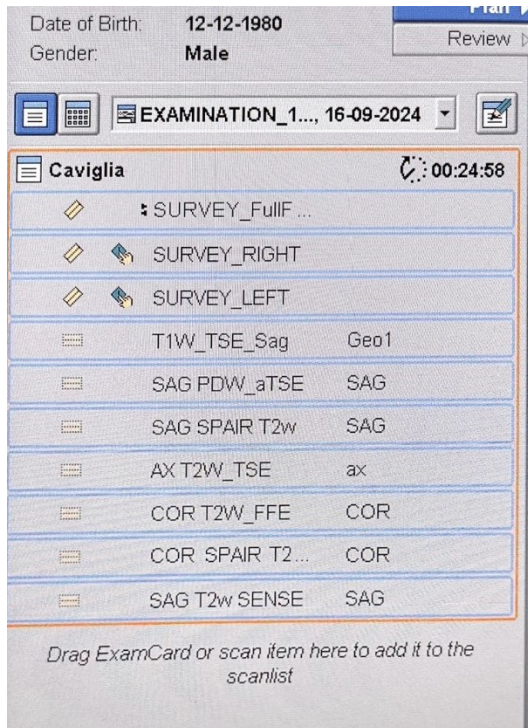 Date of Birth: 12-12-1980
Plan
Gender: Male
Review
EXAMINATION_1..., 16-09-2024
Caviglia 00:24:58
SURVEY_FullF ...
SURVEY_RIGHT
SURVEY_LEFT
T1W_TSE_Sag Geo1
SAG PDW_aTSE SAG
SAG SPAIR T2w SAG
AX T2W_TSE ax
COR T2W_FFE COR
COR SPAIR T2... COR
SAG T2w SENSE SAG
Drag ExamCard or scan item here to add it to the
scanlist